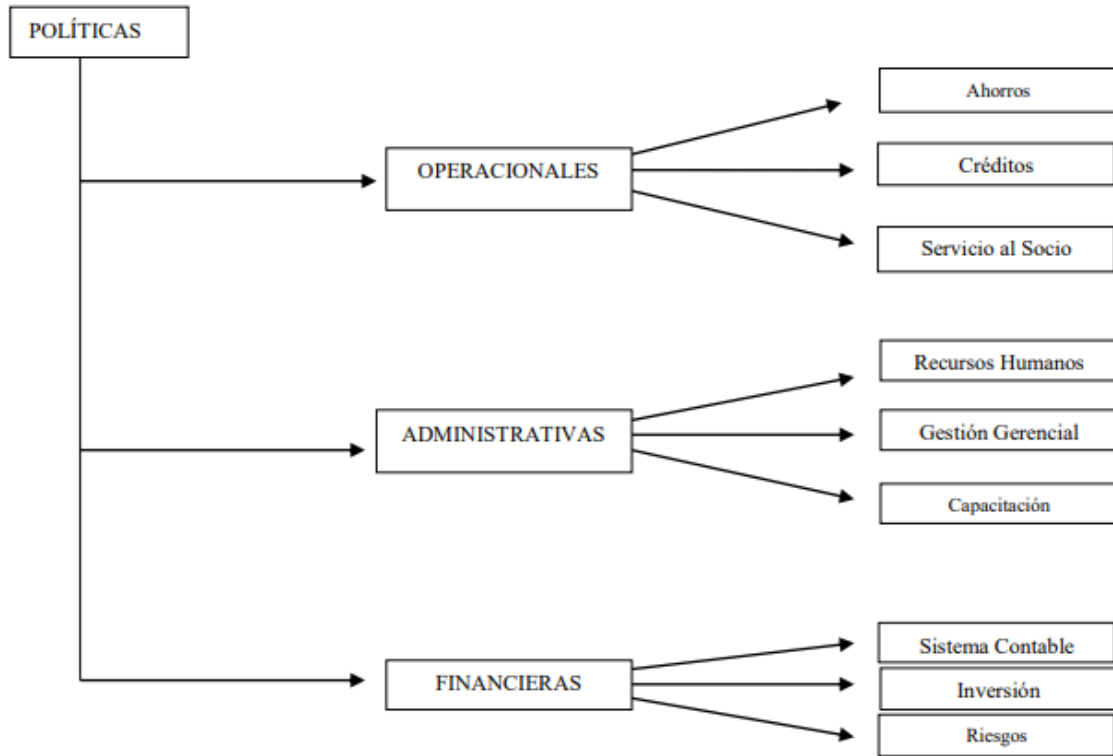 POLÍTICAS
OPERACIONALES
Ahorros
Créditos
Servicio al Socio
ADMINISTRATIVAS
Recursos Humanos
Gestión Gerencial
Capacitación
FINANCIERAS
Sistema Contable
Inversión
Riesgos